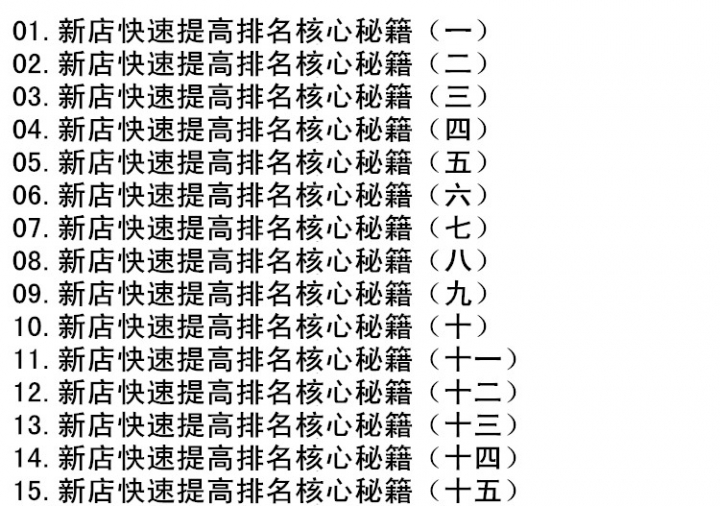 01.新店快速提高排名核心秘籍（一）
02.新店快速提高排名核心秘籍（二）
03.新店快速提高排名核心秘籍（三）
04.新店快速提高排名核心秘籍（四）
05.新店快速提高排名核心秘籍（五）
06.新店快速提高排名核心秘籍（六）
07.新店快速提高排名核心秘籍（七）
08.新店快速提高排名核心秘籍（八）
09.新店快速提高排名核心秘籍（九）
10.新店快速提高排名核心秘籍（十）
11.新店快速提高排名核心秘籍（十一）
12.新店快速提高排名核心秘籍（十二）
13.新店快速提高排名核心秘籍（十三）
14.新店快速提高排名核心秘籍（十四）
15.新店快速提高排名核心秘籍（十五）